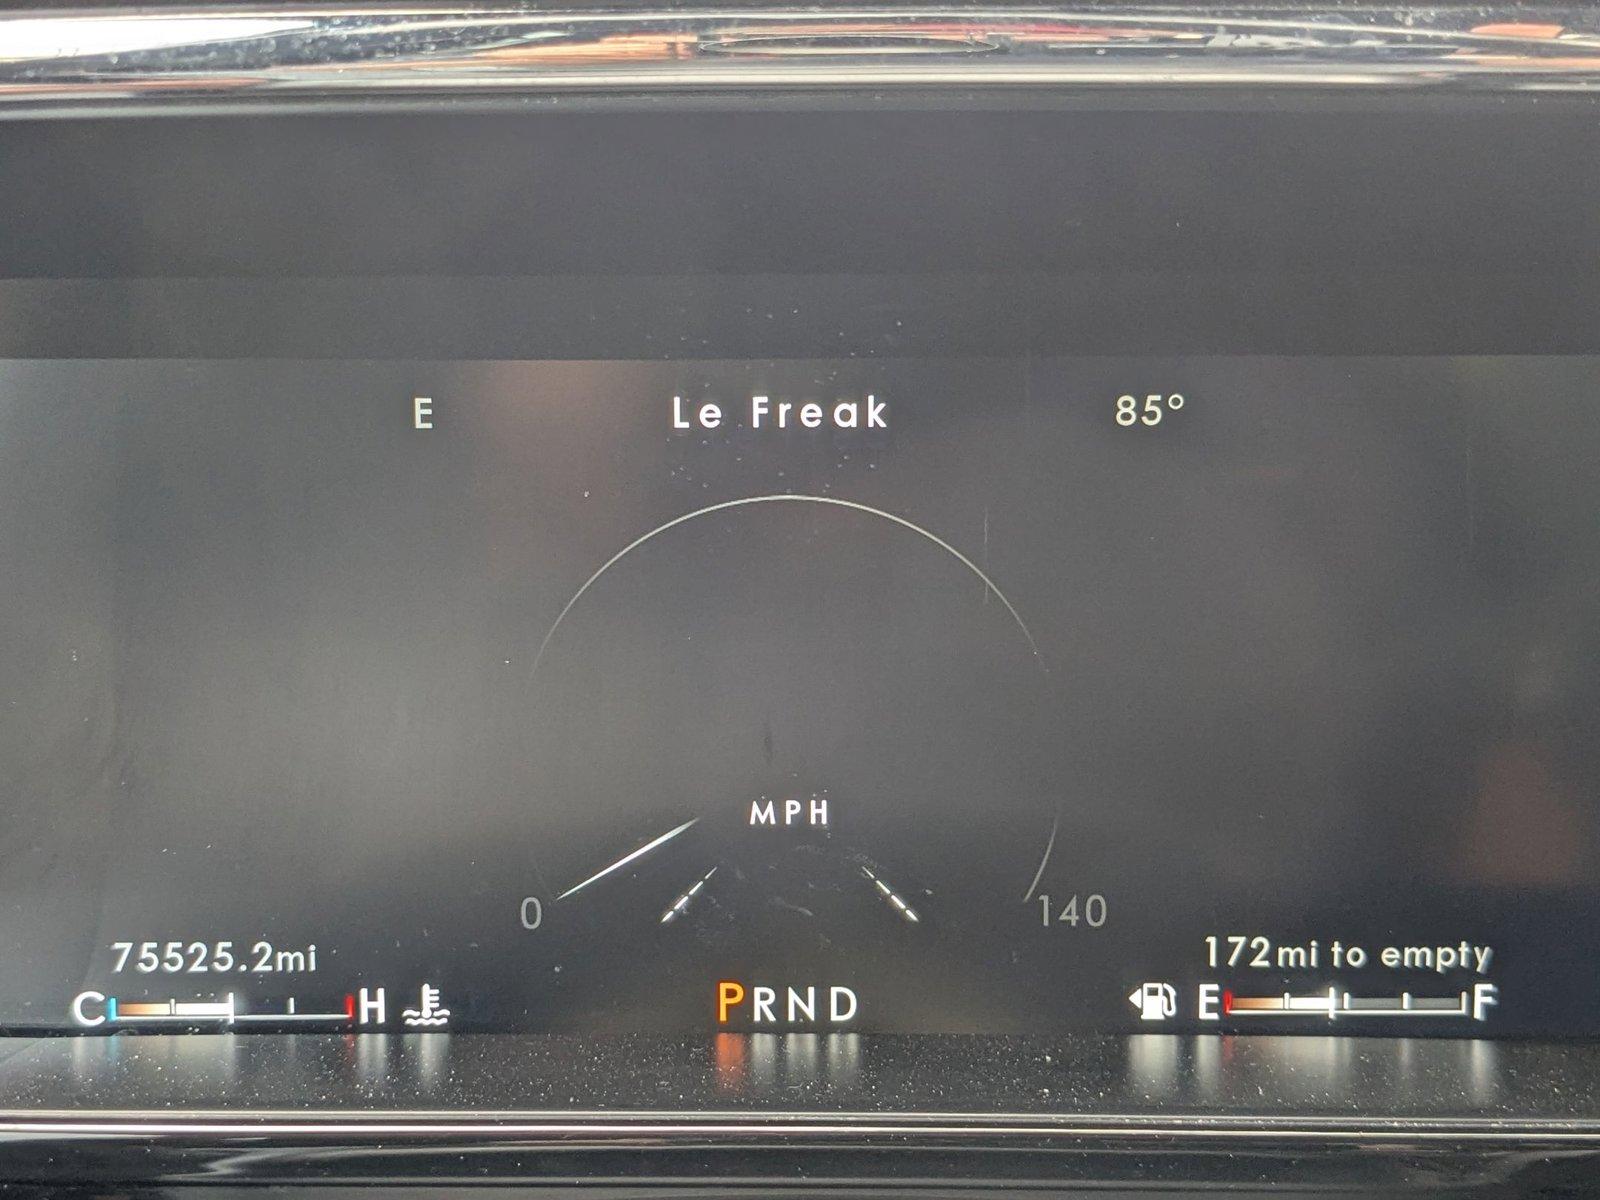 E Le Freak 85°
MPH
0 140
75525.2mi 172mi to empty
C H PRND E F